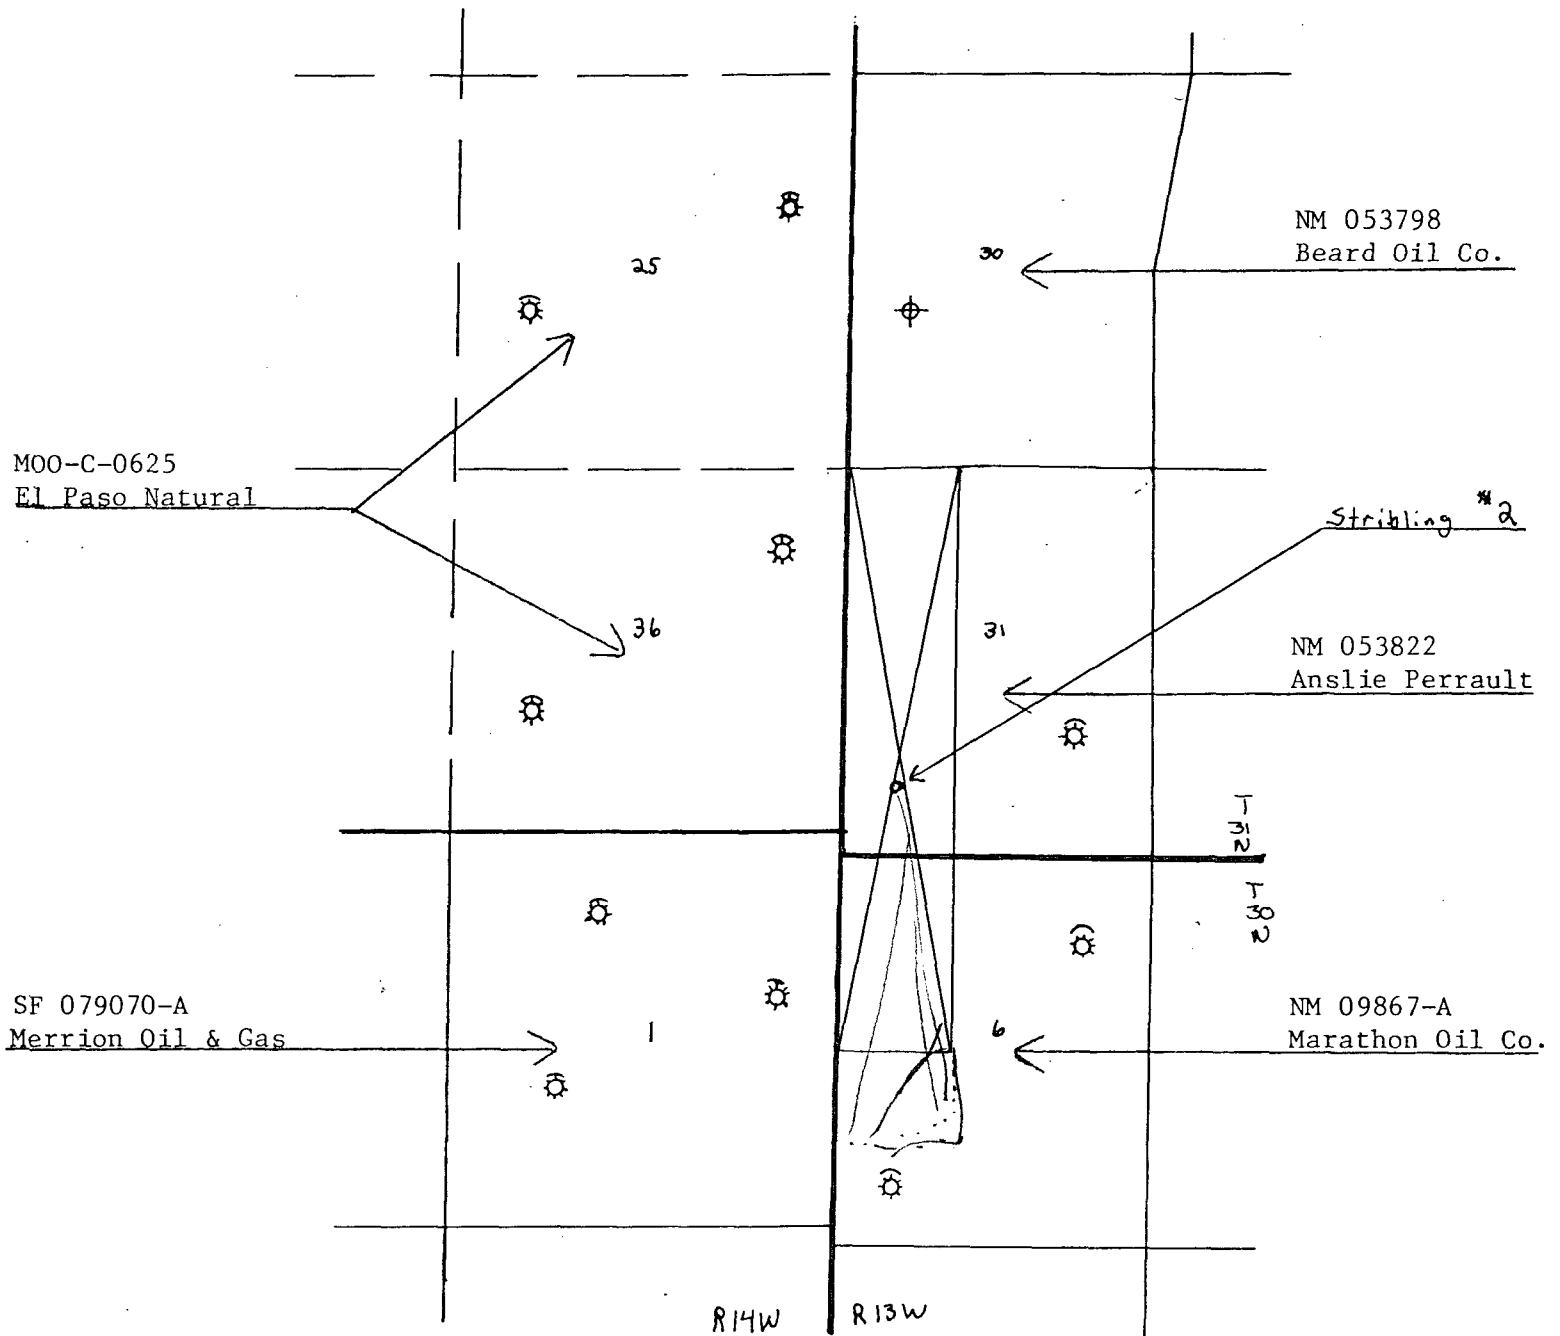 25
30
NM 053798
Beard Oil Co.
MOO-C-0625
El Paso Natural
Stribling #2
36
31
NM 053822
Anslie Perrault
T
31
N
T
30
N
SF 079070-A
Merrion Oil & Gas
1
6
NM 09867-A
Marathon Oil Co.
R14W
R13W